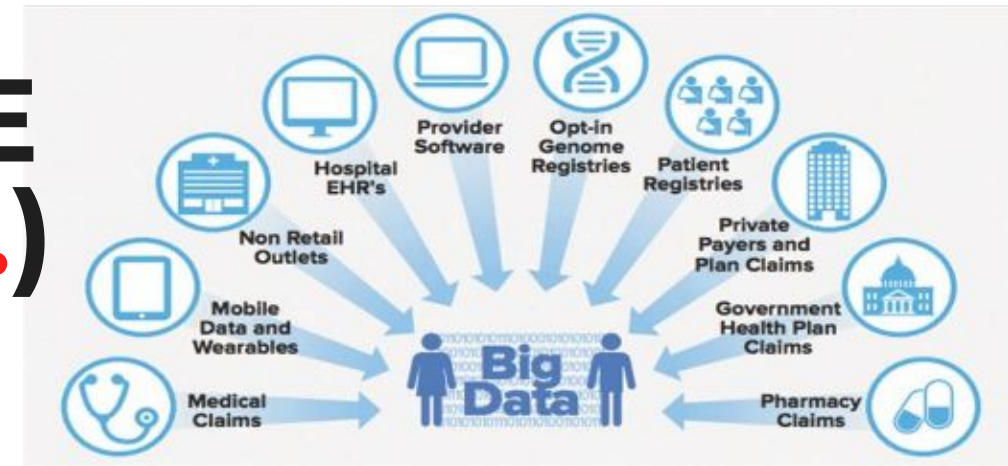 E
.)
Provider
Software
Opt-in
Genome
Registries
Hospital
EHR's
Patient
Registries
Non Retail
Outlets
Private
Payers and
Plan Claims
Mobile
Data and
Wearables
Government
Health Plan
Claims
Medical
Claims
Big
Data
Pharmacy
Claims